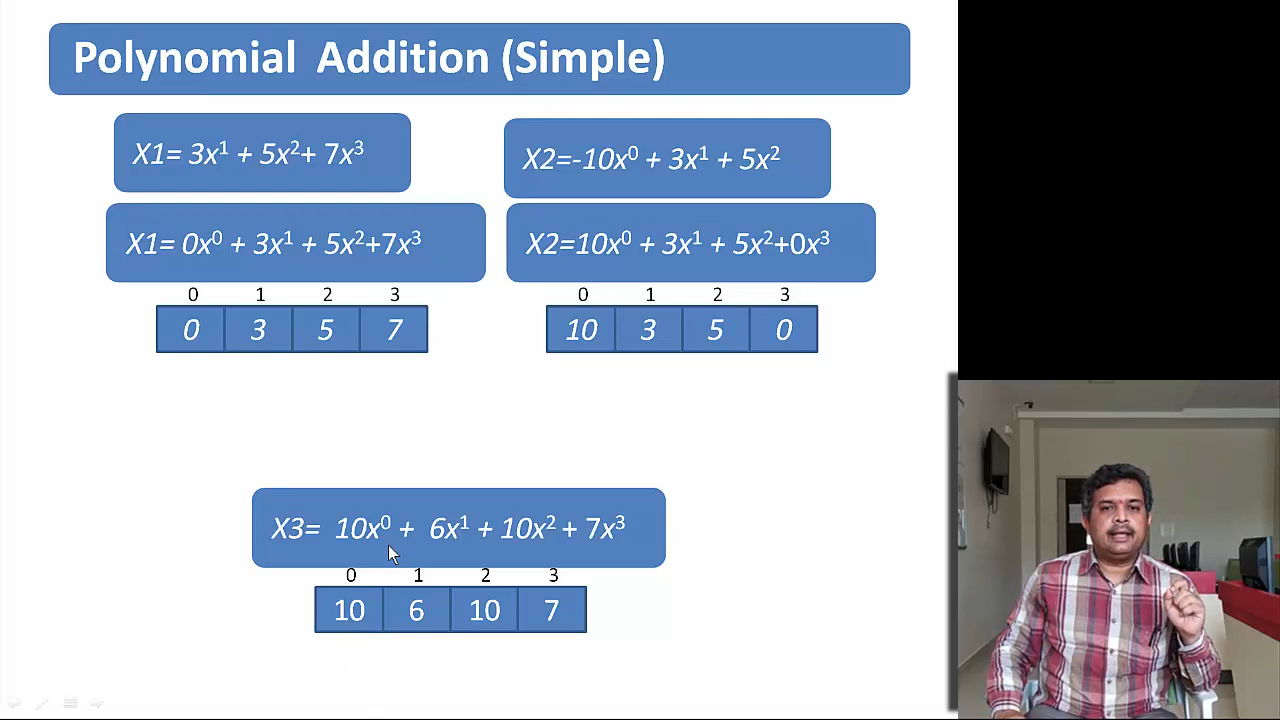 Polynomial Addition (Simple)
X1= 3x¹ + 5x²+ 7x³
X2=-10x⁰ + 3x¹ + 5x²
X1= 0x⁰ + 3x¹ + 5x²+7x³
X2=10x⁰ + 3x¹ + 5x²+0x³
0 1 2 3
0 3 5 7
0 1 2 3
10 3 5 0
X3= 10x⁰ + 6x¹ + 10x² + 7x³
0 1 2 3
10 6 10 7